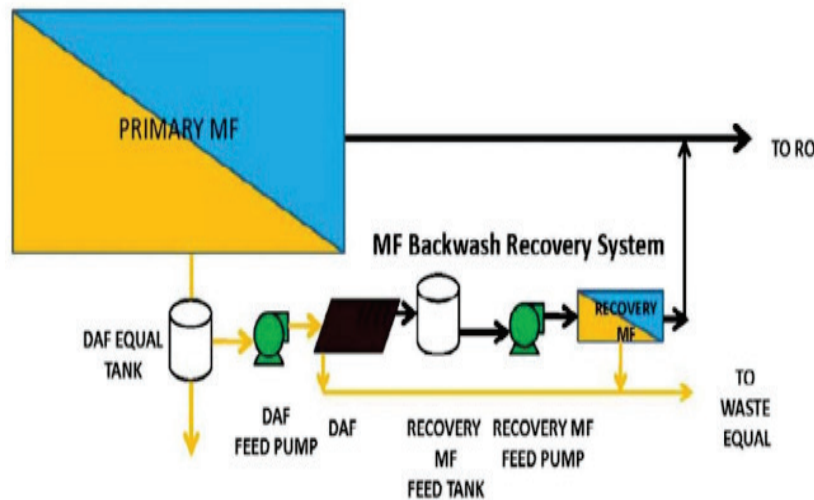 PRIMARY MF
TO RO
MF Backwash Recovery System
RECOVERY
MF
DAF EQUAL
TANK
TO
WASTE
EQUAL
DAF
FEED PUMP
DAF
RECOVERY
MF
FEED TANK
RECOVERY MF
FEED PUMP